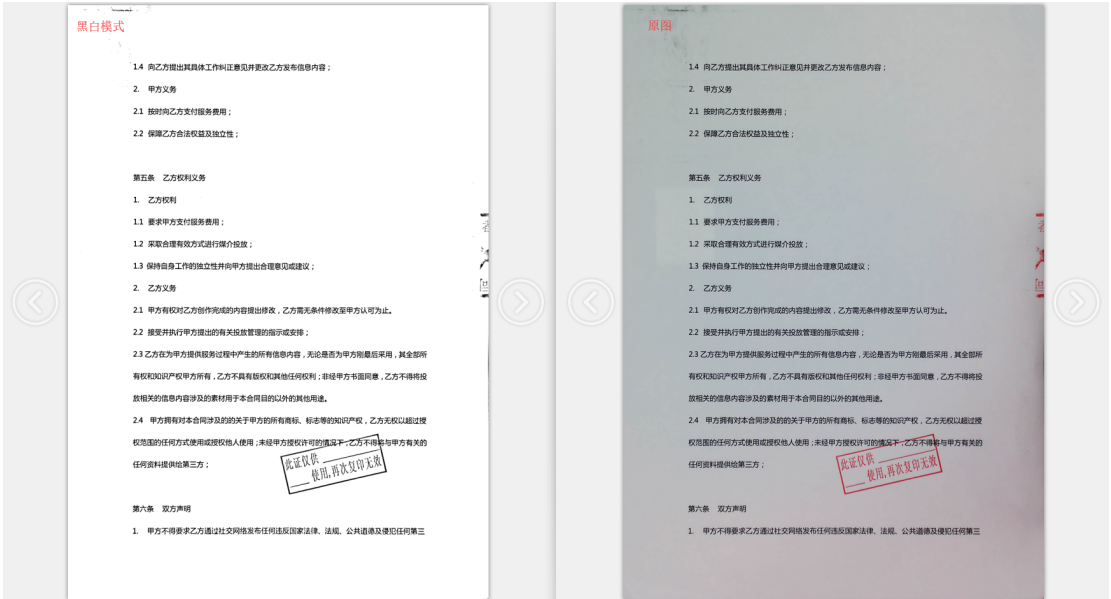 黑白模式
1.4 向乙方提出其具体工作纠正意见并更改乙方发布信息内容；
2. 甲方义务
2.1 按时向乙方支付服务费用；
2.2 保障乙方合法权益及独立性；
第五条 乙方权利义务
1. 乙方权利
1.1 要求甲方支付服务费用；
1.2 采取合理有效方式进行媒介投放；
1.3 保持自身工作的独立性并向甲方提出合理意见或建议；
2. 乙方义务
2.1 甲方有权对乙方创作完成的内容提出修改，乙方需无条件修改至甲方认可为止。
2.2 接受并执行甲方提出的有关投放管理的指示或安排；
2.3 乙方在为甲方提供服务过程中产生的所有信息内容，无论是否为甲方刚最后采用，其全部所
有权和知识产权甲方所有，乙方不具有版权和其他任何权利；非经甲方书面同意，乙方不得将投
放相关的信息内容涉及的素材用于本合同目的以外的其他用途。
2.4 甲方拥有对本合同涉及的的关于甲方的所有商标、标志等的知识产权，乙方无权以超过授
权范围的任何方式使用或授权他人使用；未经甲方授权许可的情况下，乙方不得将与甲方有关的
任何资料提供给第三方；
此证仅供
使用,再次复印无效
第六条 双方声明
1. 甲方不得要求乙方通过社交网络发布任何违反国家法律、法规、公共道德及侵犯任何第三
原图
1.4 向乙方提出其具体工作纠正意见并更改乙方发布信息内容；
2. 甲方义务
2.1 按时向乙方支付服务费用；
2.2 保障乙方合法权益及独立性；
第五条 乙方权利义务
1. 乙方权利
1.1 要求甲方支付服务费用；
1.2 采取合理有效方式进行媒介投放；
1.3 保持自身工作的独立性并向甲方提出合理意见或建议；
2. 乙方义务
2.1 甲方有权对乙方创作完成的内容提出修改，乙方需无条件修改至甲方认可为止。
2.2 接受并执行甲方提出的有关投放管理的指示或安排；
2.3 乙方在为甲方提供服务过程中产生的所有信息内容，无论是否为甲方刚最后采用，其全部所
有权和知识产权甲方所有，乙方不具有版权和其他任何权利；非经甲方书面同意，乙方不得将投
放相关的信息内容涉及的素材用于本合同目的以外的其他用途。
2.4 甲方拥有对本合同涉及的的关于甲方的所有商标、标志等的知识产权，乙方无权以超过授
权范围的任何方式使用或授权他人使用；未经甲方授权许可的情况下，乙方不得将与甲方有关的
任何资料提供给第三方；
此证仅供
使用,再次复印无效
第六条 双方声明
1. 甲方不得要求乙方通过社交网络发布任何违反国家法律、法规、公共道德及侵犯任何第三